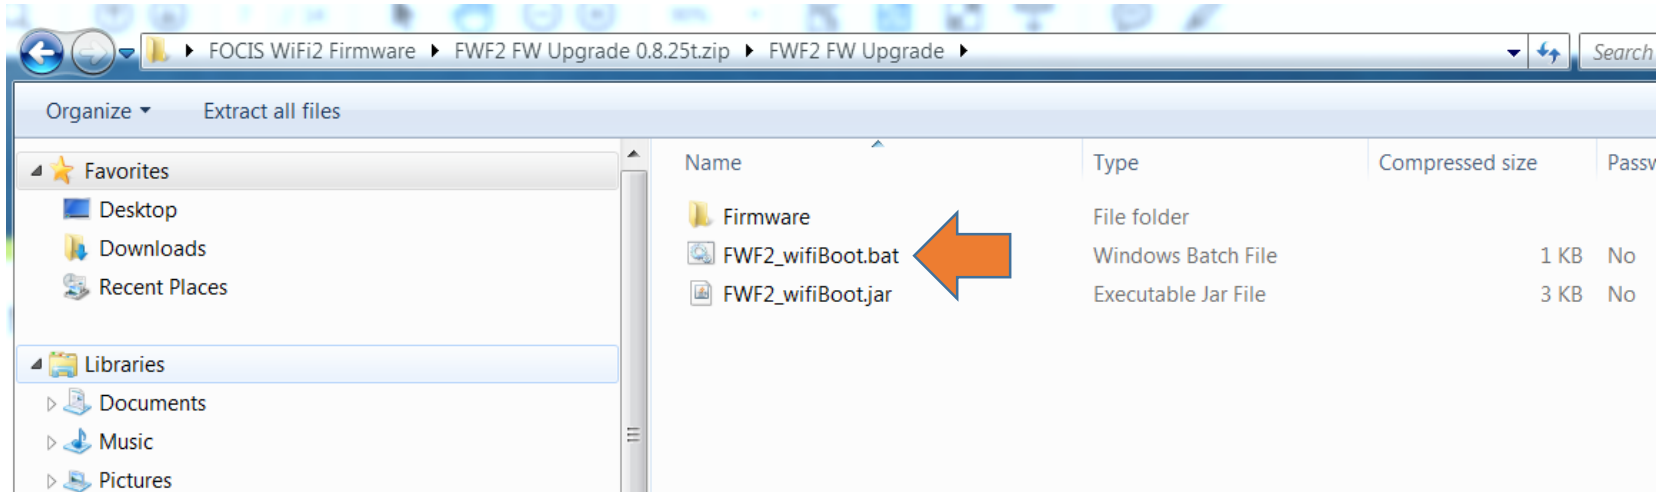 FOCIS WiFi2 Firmware FWF2 FW Upgrade 0.8.25t.zip FWF2 FW Upgrade
Search
Organize Extract all files
Name Type Compressed size Passw
Favorites
Desktop
Downloads
Recent Places
Libraries
Documents
Music
Pictures
Firmware File folder
FWF2_wifiBoot.bat Windows Batch File 1 KB No
FWF2_wifiBoot.jar Executable Jar File 3 KB No